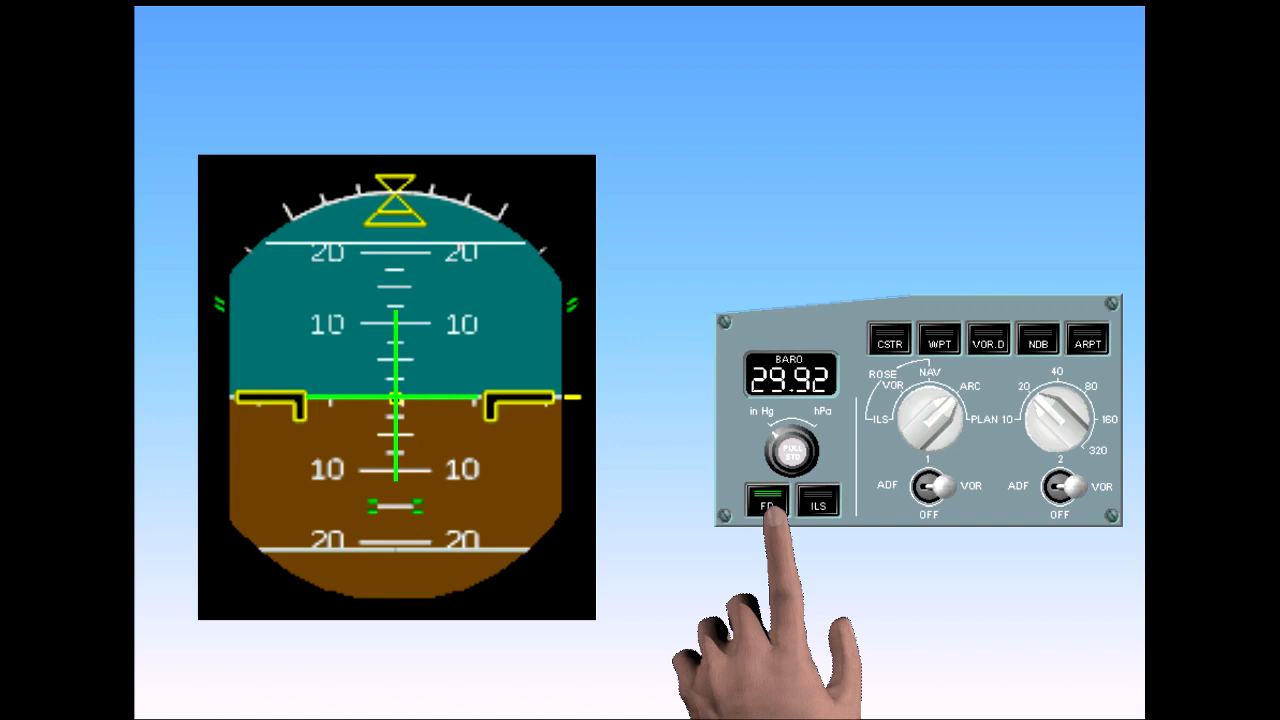 20 20
10 10
10 10
20 20
BARO
29.92
in Hg hPa
PULL STD
FD ILS
CSTR WPT VOR.D NDB ARPT
ROSE
ILS VOR NAV ARC PLAN
10 20 40 80 160 320
1 2
ADF VOR ADF VOR
OFF OFF